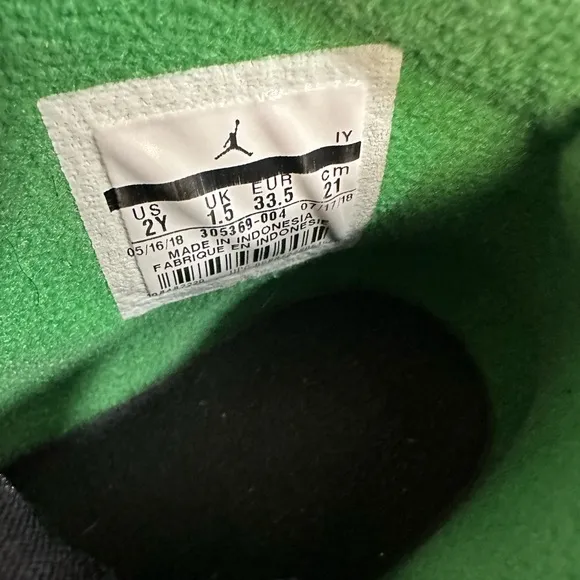 IY
US UK EUR cm
2Y 1.5 33.5 21
05/16/18 305369-004 07/17/18
MADE IN INDONESIA
FABRIQUE EN INDONESIE